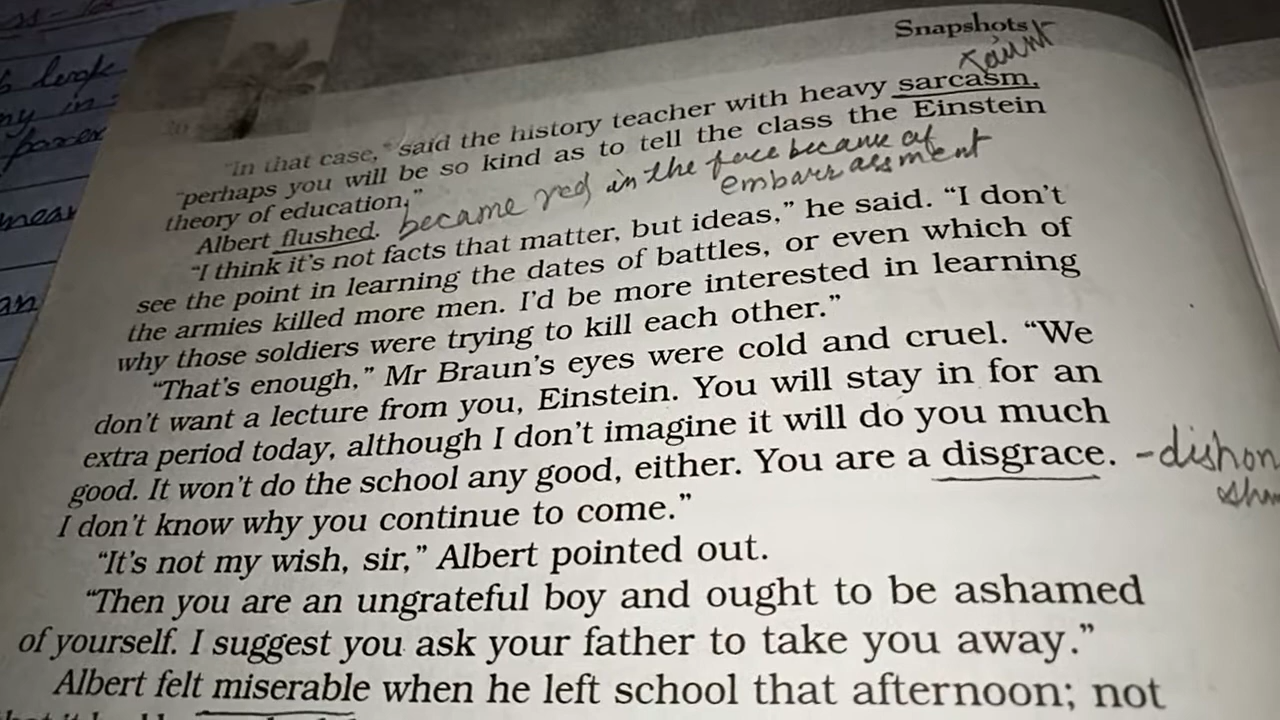 Snapshots
taunt
"In that case," said the history teacher with heavy sarcasm,
"perhaps you will be so kind as to tell the class the Einstein
theory of education."
became red in the face because of
embarrassment
Albert flushed.
"I think it's not facts that matter, but ideas," he said. "I don't
see the point in learning the dates of battles, or even which of
the armies killed more men. I'd be more interested in learning
why those soldiers were trying to kill each other."
"That's enough," Mr Braun's eyes were cold and cruel. "We
don't want a lecture from you, Einstein. You will stay in for an
extra period today, although I don't imagine it will do you much
good. It won't do the school any good, either. You are a disgrace.
- dishon
sha
I don't know why you continue to come."
"It's not my wish, sir," Albert pointed out.
"Then you are an ungrateful boy and ought to be ashamed
of yourself. I suggest you ask your father to take you away."
Albert felt miserable when he left school that afternoon; not